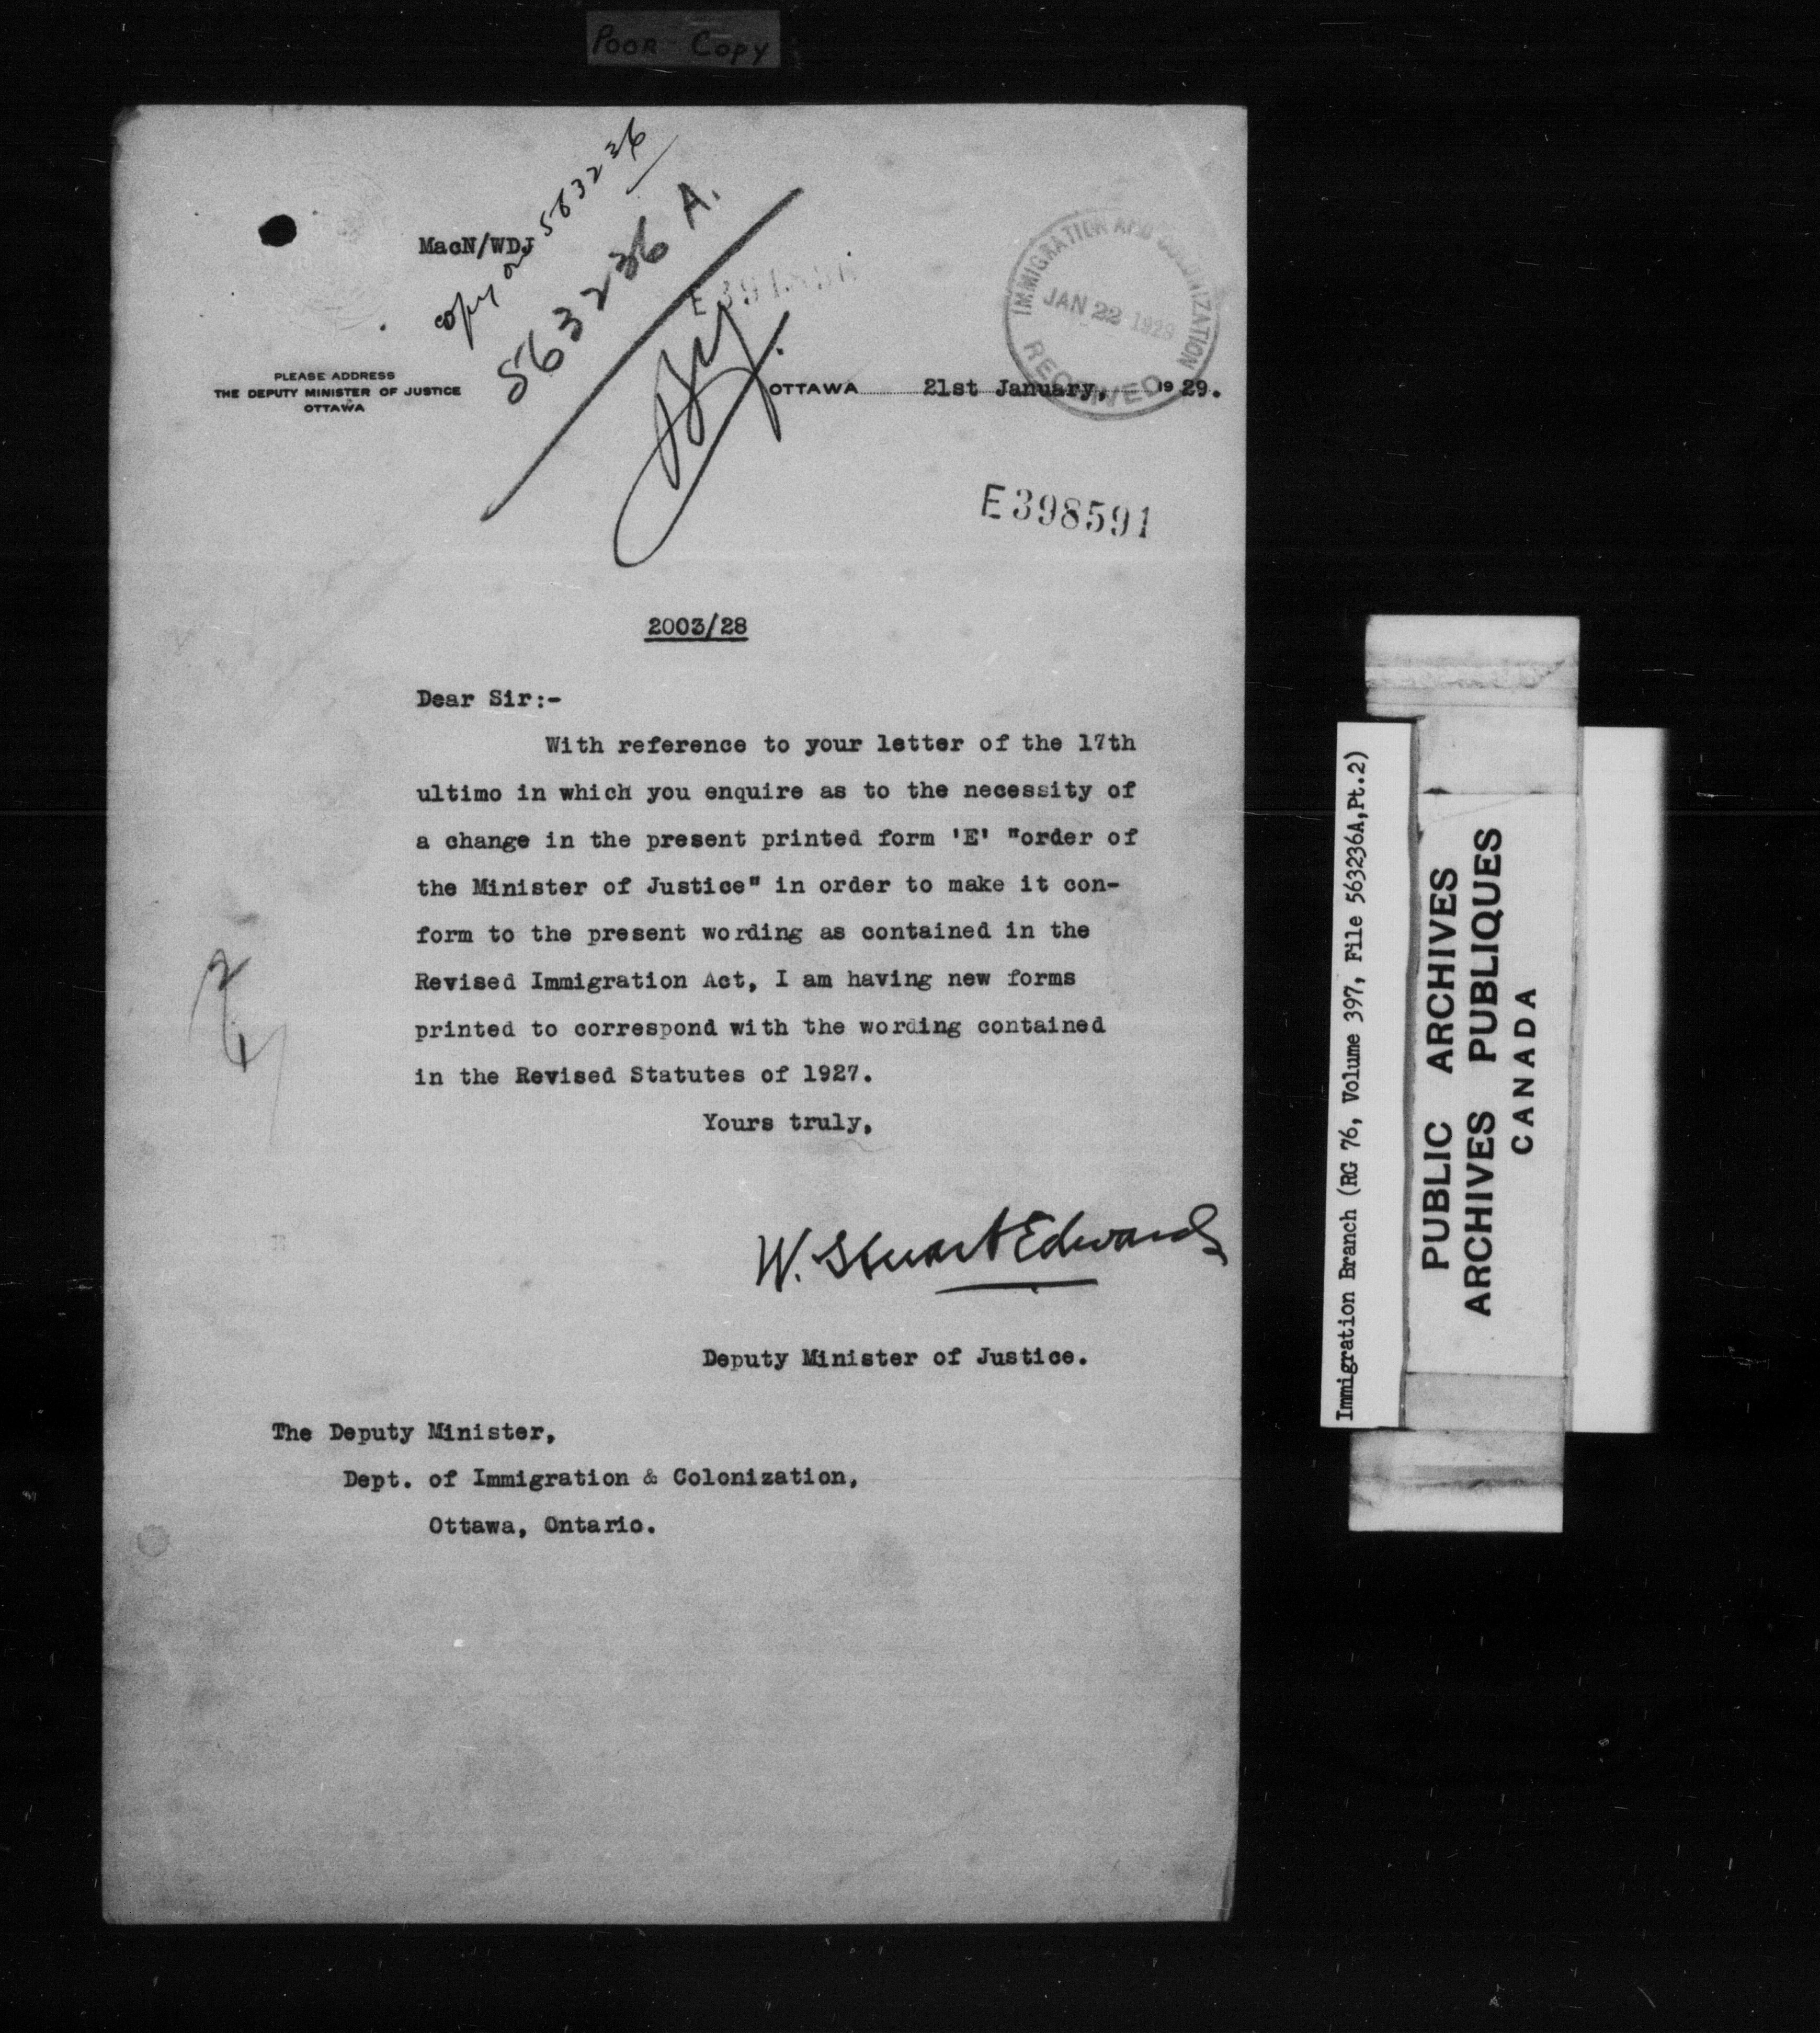 POOR COPY
copy on 563236
MacN/WDJ
563236 A.
IMMIGRATION AND COLONIZATION
JAN 22 1929
RECEIVED
PLEASE ADDRESS
THE DEPUTY MINISTER OF JUSTICE
OTTAWA
OTTAWA 21st January, 1929.
E398591
2003/28
Dear Sir:-
With reference to your letter of the 17th
ultimo in which you enquire as to the necessity of
a change in the present printed form 'E' "order of
the Minister of Justice" in order to make it con-
form to the present wording as contained in the
Revised Immigration Act, I am having new forms
printed to correspond with the wording contained
in the Revised Statutes of 1927.
Yours truly,
W. Stuart Edwards
Deputy Minister of Justice.
The Deputy Minister,
Dept. of Immigration & Colonization,
Ottawa, Ontario.
Immigration Branch (RG 76, Volume 397, File 563236A,Pt.2)
PUBLIC ARCHIVES
ARCHIVES PUBLIQUES
CANADA